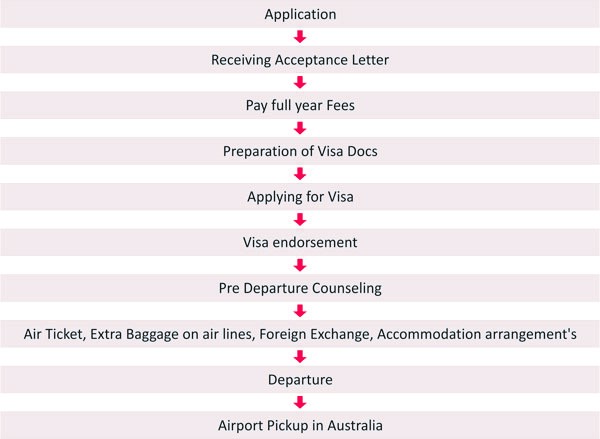 Application
Receiving Acceptance Letter
Pay full year Fees
Preparation of Visa Docs
Applying for Visa
Visa endorsement
Pre Departure Counseling
Air Ticket, Extra Baggage on air lines, Foreign Exchange, Accommodation arrangement's
Departure
Airport Pickup in Australia